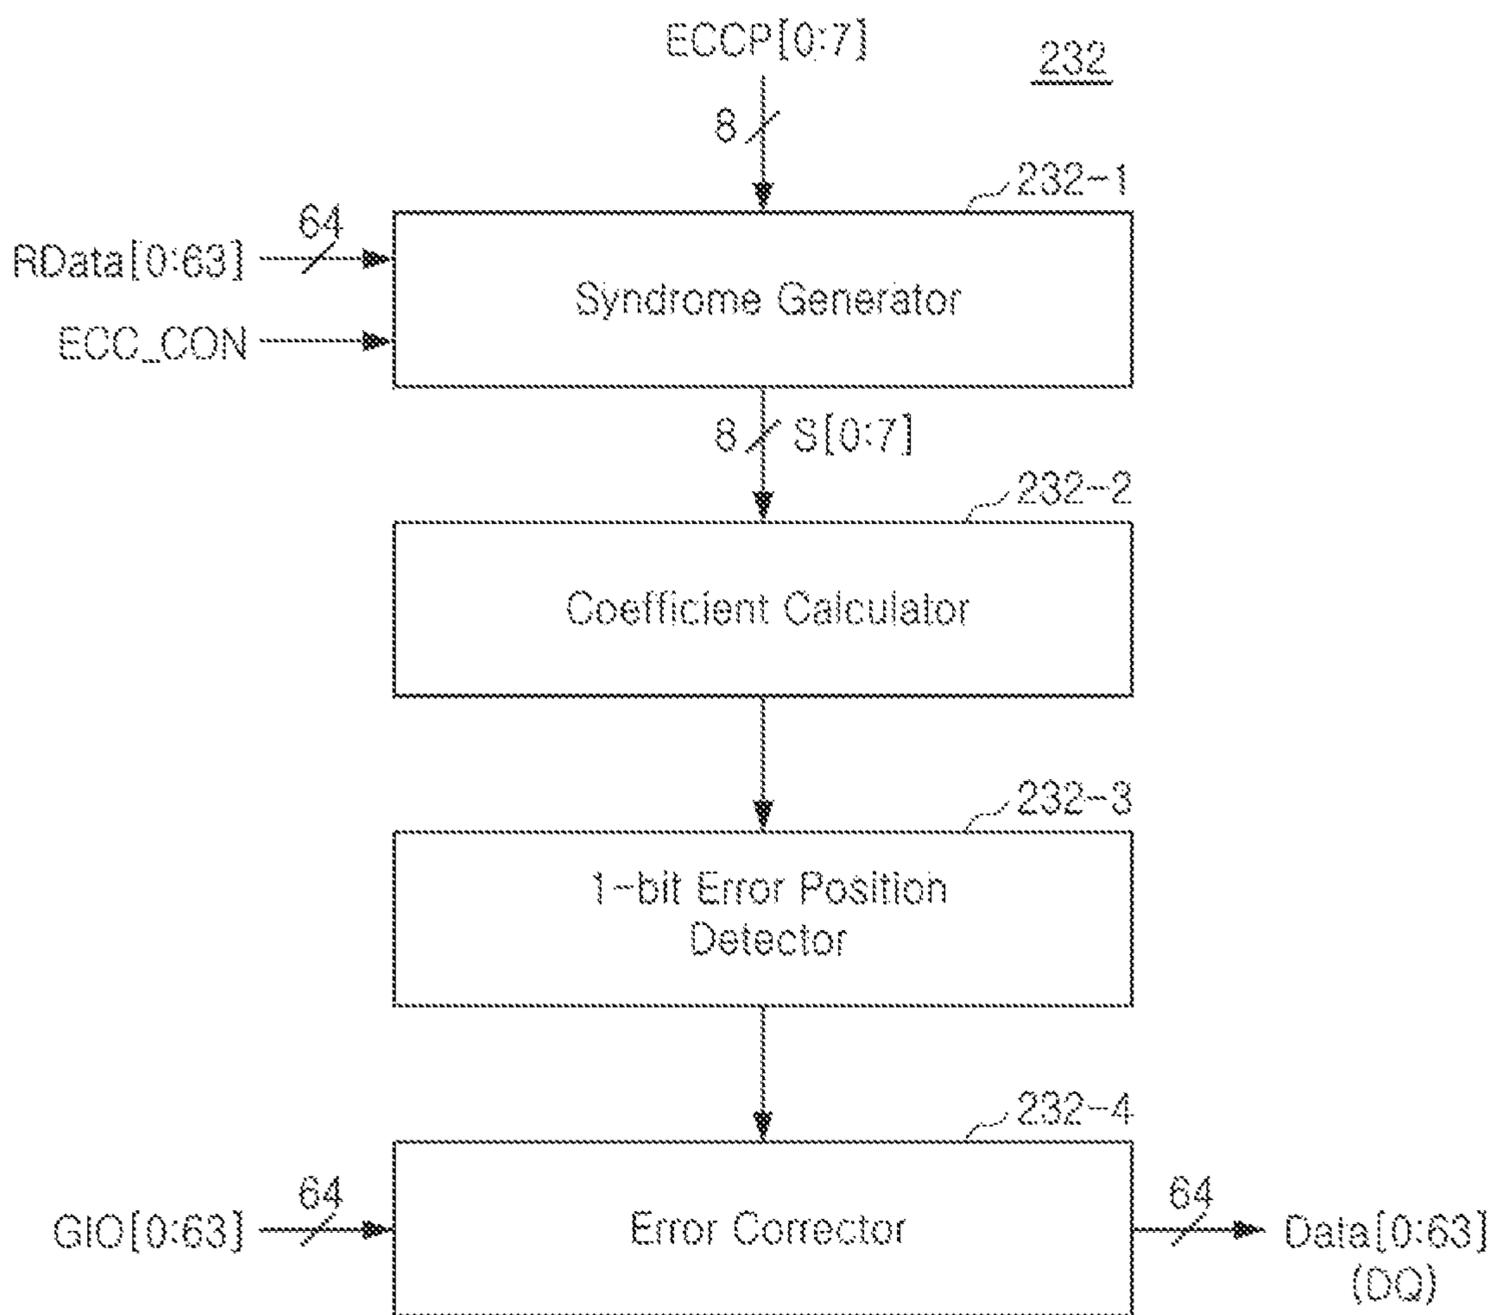 ECCP[0:7]
232
8
232-1
64
RData[0:63]
Syndrome Generator
ECC_CON
8 S[0:7]
232-2
Coefficient Calculator
232-3
1-bit Error Position
Detector
232-4
64
GIO[0:63]
Error Corrector
64
Data[0:63]
(DQ)